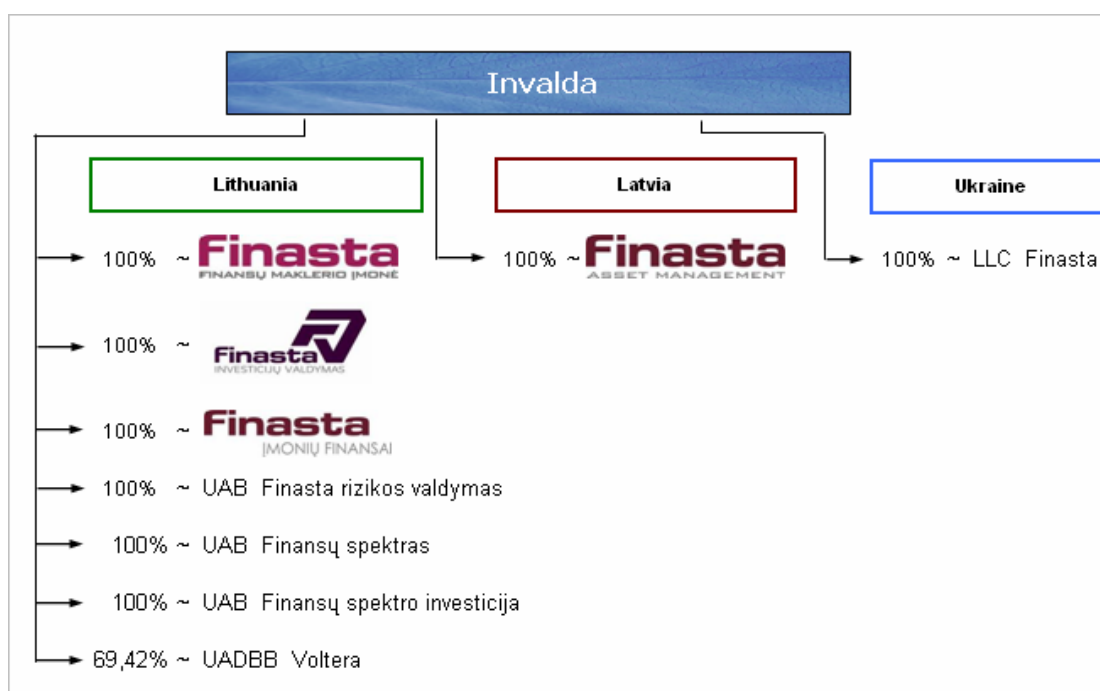 Invalda
Lithuania
Latvia
Ukraine
100% ~ Finasta
FINANSŲ MAKLERIO ĮMONĖ
100% ~ Finasta
ASSET MANAGEMENT
100% ~ LLC Finasta
100% ~ Finasta
INVESTICIJŲ VALDYMAS
100% ~ Finasta
ĮMONIŲ FINANSAI
100% ~ UAB Finasta rizikos valdymas
100% ~ UAB Finansų spektras
100% ~ UAB Finansų spektro investicija
69,42% ~ UADBB Voltera